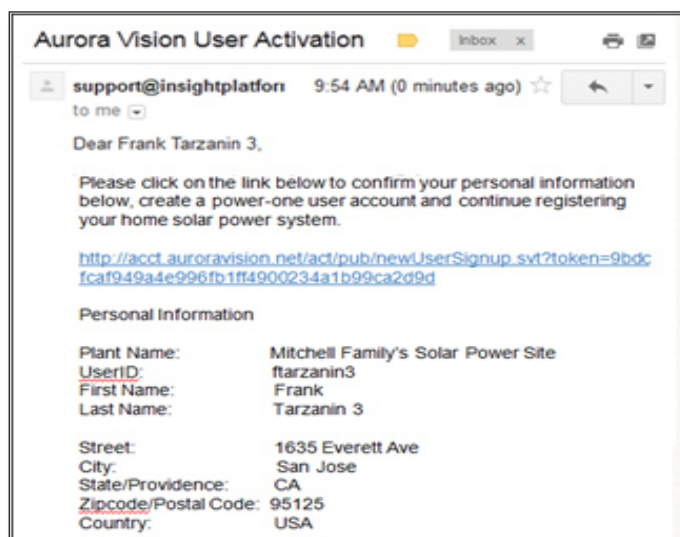 Aurora Vision User Activation Inbox x
support@insightplatforr 9:54 AM (0 minutes ago)
to me
Dear Frank Tarzanin 3,
Please click on the link below to confirm your personal information
below, create a power-one user account and continue registering
your home solar power system.
http://acct.auroravision.net/act/pub/newUserSignup.svt?token=9bdc
fcaf949a4e996fb1ff4900234a1b99ca2d9d
Personal Information
Plant Name: Mitchell Family's Solar Power Site
UserID: ftarzanin3
First Name: Frank
Last Name: Tarzanin 3
Street: 1635 Everett Ave
City: San Jose
State/Providence: CA
Zipcode/Postal Code: 95125
Country: USA